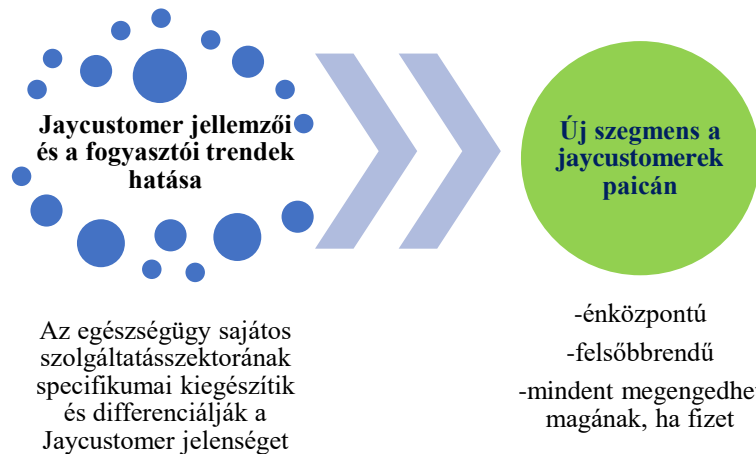 Jaycustomer jellemzői
és a fogyasztói trendek
hatása
Az egészségügy sajátos
szolgáltatásszektorának
specifikumai kiegészítik
és differenciálják a
Jaycustomer jelenséget
Új szegmens a
jaycustomerek
paicán
-énközpontú
-felsőbbrendű
-mindent megengedhet
magának, ha fizet